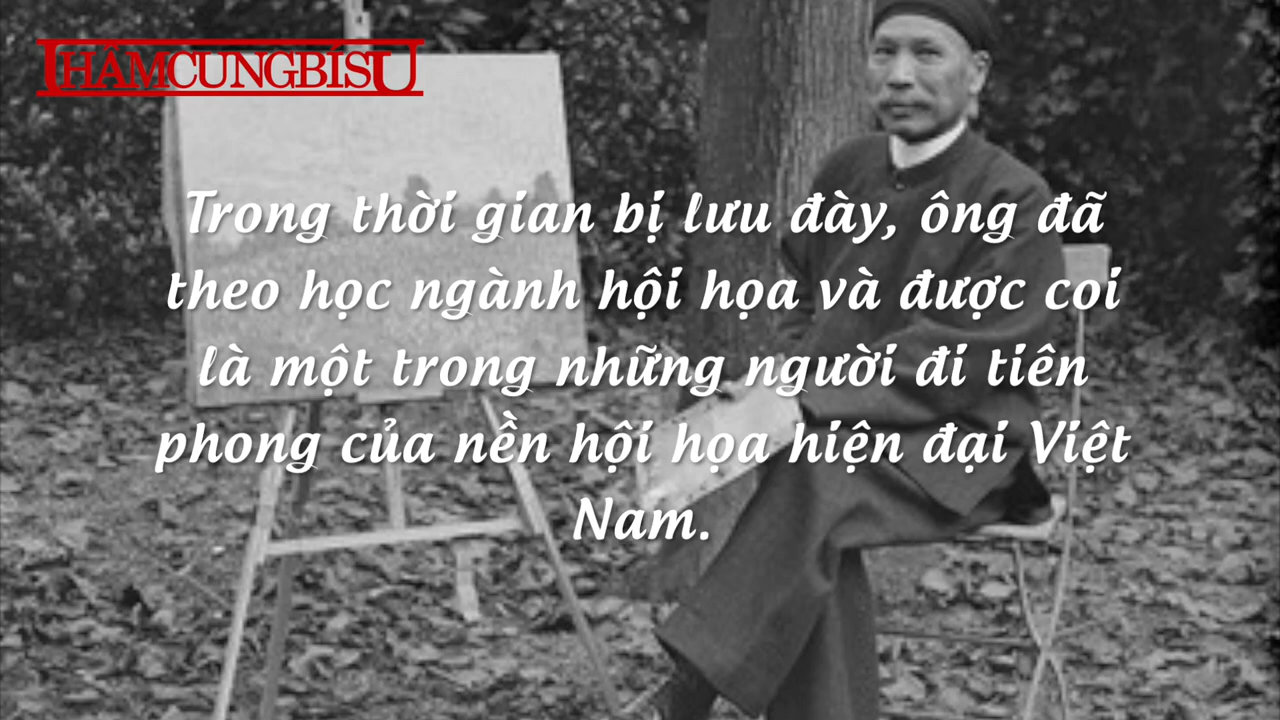 THÂMCUNGBÍSU
Trong thời gian bị lưu đày, ông đã
theo học ngành hội họa và được coi
là một trong những người đi tiên
phong của nền hội họa hiện đại Việt
Nam.